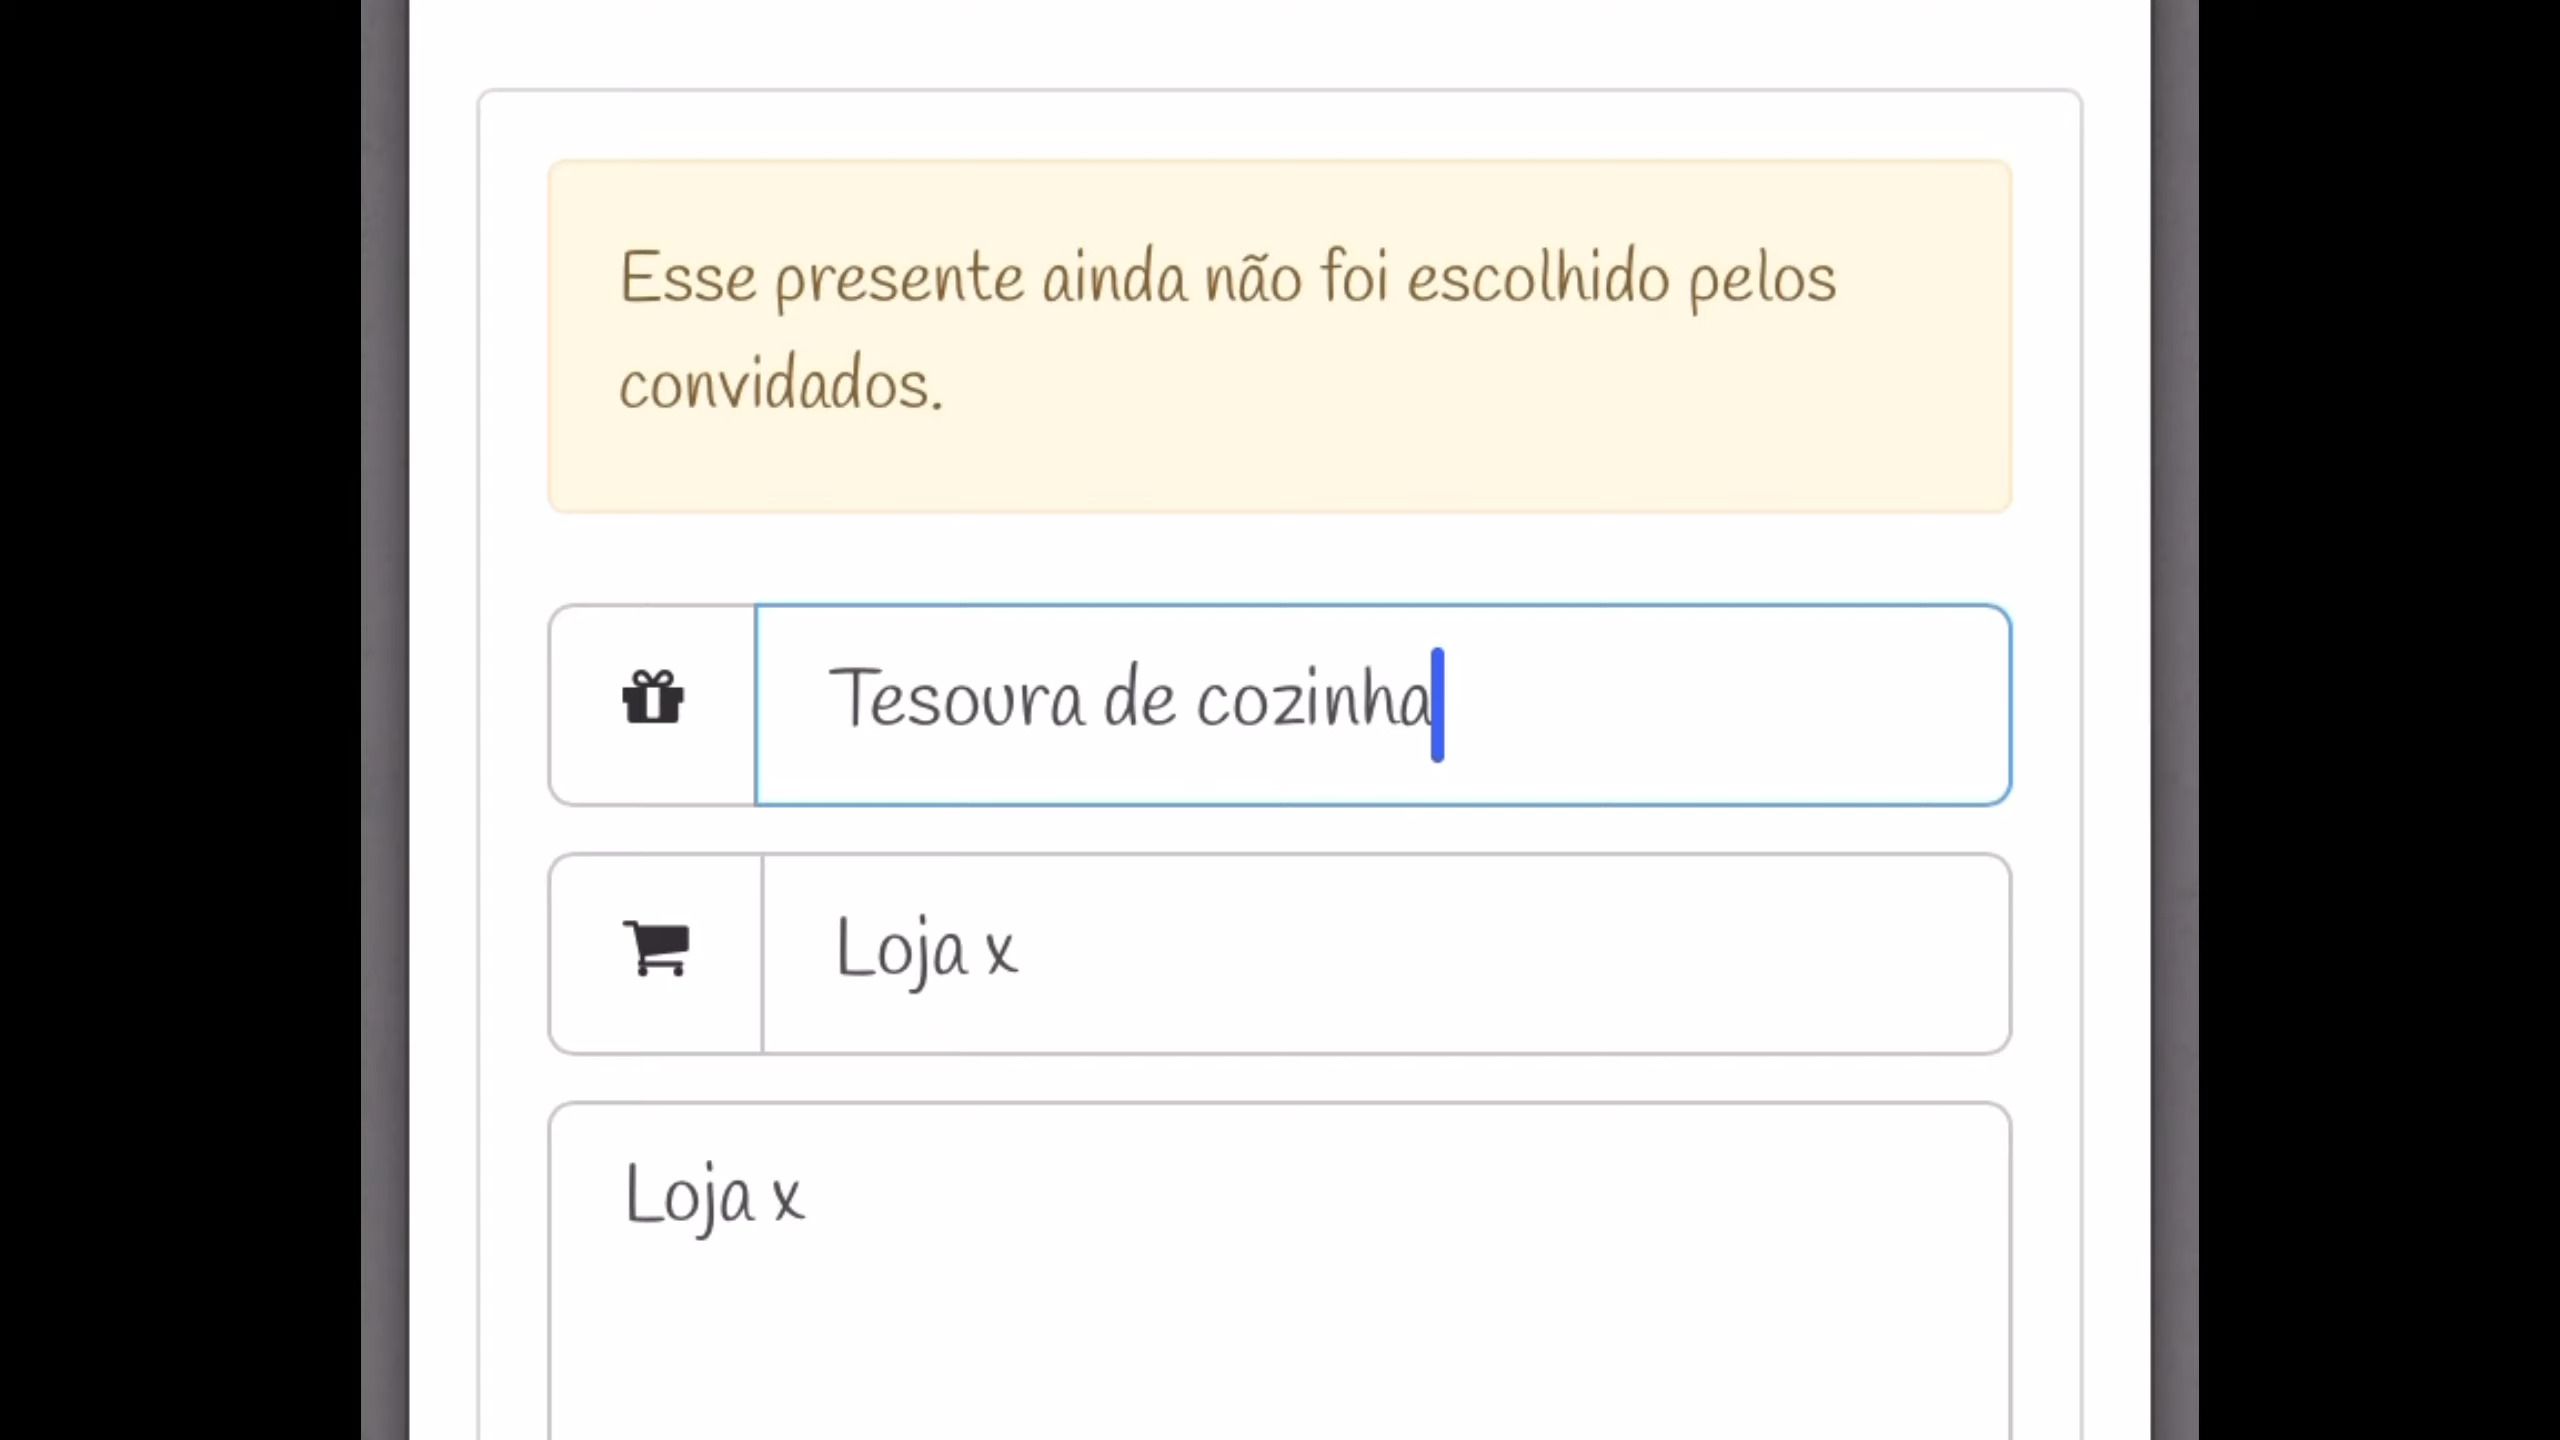 Esse presente ainda não foi escolhido pelos
convidados.
Tesoura de cozinha
Loja x
Loja x